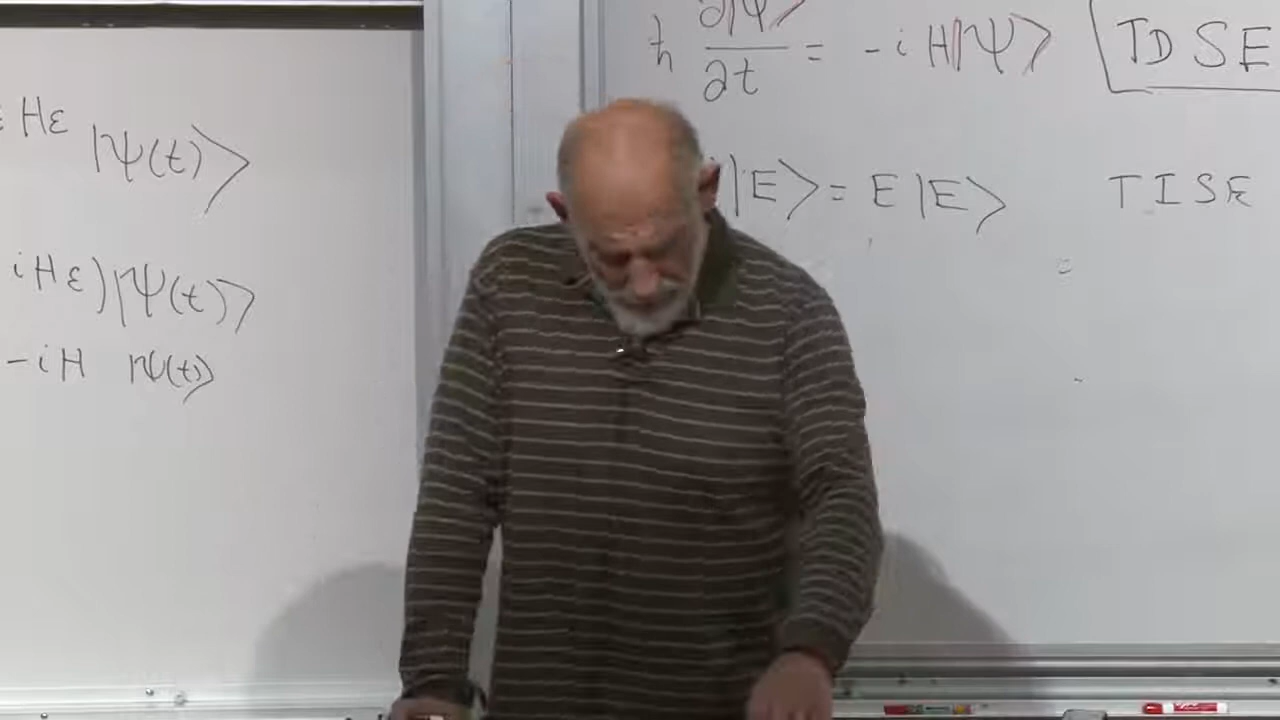 Hε |Ψ(t)⟩
iHε)|Ψ(t)⟩
-iH |Ψ(t)⟩
ħ ∂|Ψ⟩/∂t = -i H|Ψ⟩ TDSE
|E⟩ = E|E⟩ TISE